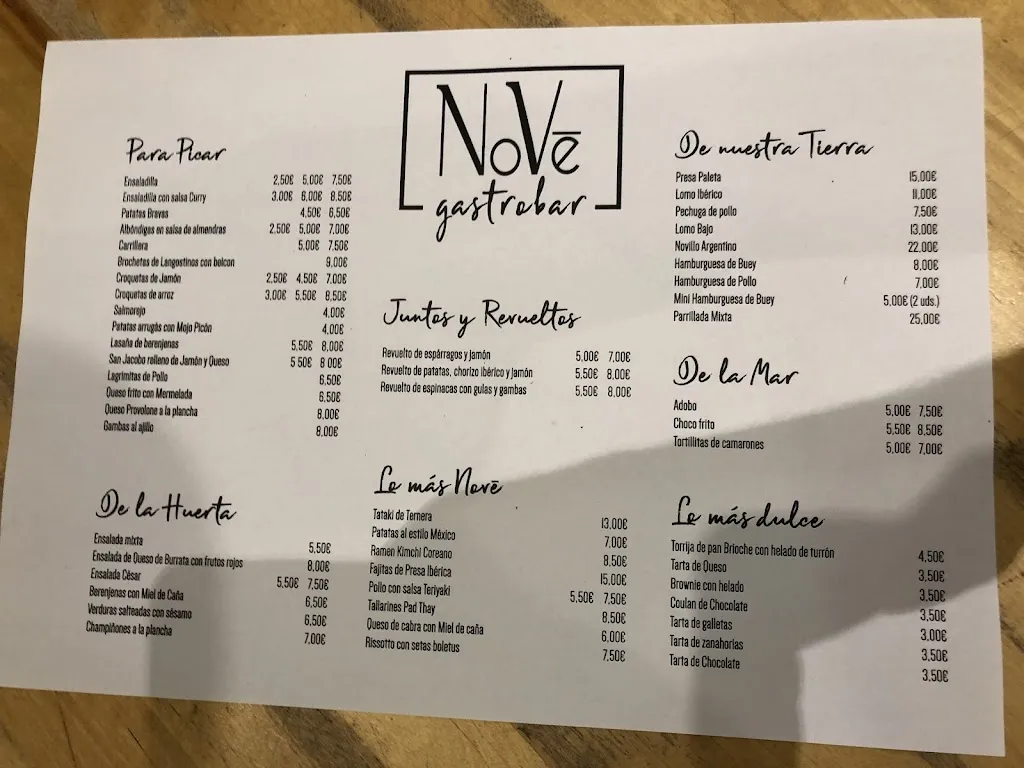 NoVē
gastrobar
Para Picar
Ensaladilla 2,50€ 5,00€ 7,50€
Ensaladilla con salsa Curry 3,00€ 6,00€ 8,50€
Patatas Bravas 4,50€ 6,50€
Albóndigas en salsa de almendras 2,50€ 5,00€ 7,00€
Carrillera 5,00€ 7,50€
Brochetas de Langostinos con beicon 9,00€
Croquetas de Jamón 2,50€ 4,50€ 7,00€
Croquetas de arroz 3,00€ 5,50€ 8,50€
Salmorejo 4,00€
Patatas arrugás con Mojo Picón 4,00€
Lasaña de berenjenas 5,50€ 8,00€
San Jacobo relleno de Jamón y Queso 5 50€ 8 00€
Lagrimitas de Pollo 6,50€
Queso frito con Mermelada 6,50€
Queso Provolone a la plancha 8,00€
Gambas al ajillo 8,00€
De la Huerta
Ensalada mixta 5,50€
Ensalada de Queso de Burrata con frutos rojos 8,00€
Ensalada César 5,50€ 7,50€
Berenjenas con Miel de Caña 6,50€
Verduras salteadas con sésamo 6,50€
Champiñones a la plancha 7,00€
Juntos y Revueltos
Revuelto de espárragos y jamón 5,00€ 7,00€
Revuelto de patatas, chorizo ibérico y jamón 5,50€ 8,00€
Revuelto de espinacas con gulas y gambas 5,50€ 8,00€
Lo más Novē
Tataki de Ternera 13,00€
Patatas al estilo México 7,00€
Ramen Kimchi Coreano 8,50€
Fajitas de Presa Ibérica 15,00€
Pollo con salsa Teriyaki 5,50€ 7,50€
Tallarines Pad Thay 8,50€
Queso de cabra con Miel de caña 6,00€
Rissotto con setas boletus 7,50€
De nuestra Tierra
Presa Paleta 15,00€
Lomo Ibérico 11,00€
Pechuga de pollo 7,50€
Lomo Bajo 13,00€
Novillo Argentino 22,00€
Hamburguesa de Buey 8,00€
Hamburguesa de Pollo 7,00€
Mini Hamburguesa de Buey 5,00€ (2 uds.)
Parrillada Mixta 25,00€
De la Mar
Adobo 5,00€ 7,50€
Choco frito 5,50€ 8,50€
Tortillitas de camarones 5,00€ 7,00€
Lo más dulce
Torrija de pan Brioche con helado de turrón 4,50€
Tarta de Queso 3,50€
Brownie con helado 3,50€
Coulan de Chocolate 3,50€
Tarta de galletas 3,00€
Tarta de zanahorias 3,50€
Tarta de Chocolate 3,50€